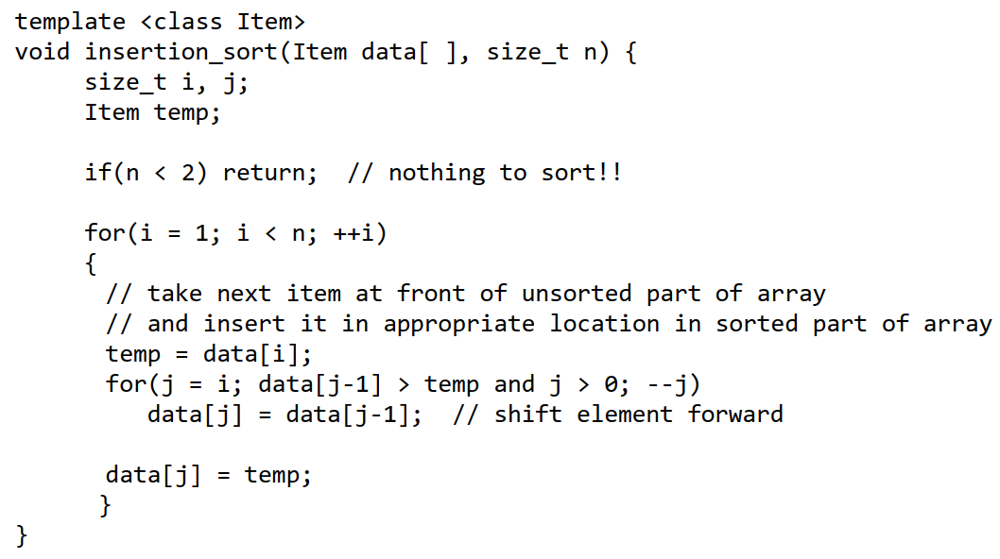 template <class Item>
void insertion_sort(Item data[ ], size_t n) {
size_t i, j;
Item temp;
if(n < 2) return;  // nothing to sort!!
for(i = 1; i < n; ++i)
{
// take next item at front of unsorted part of array
// and insert it in appropriate location in sorted part of array
temp = data[i];
for(j = i; data[j-1] > temp and j > 0; --j)
data[j] = data[j-1];  // shift element forward
data[j] = temp;
}
}